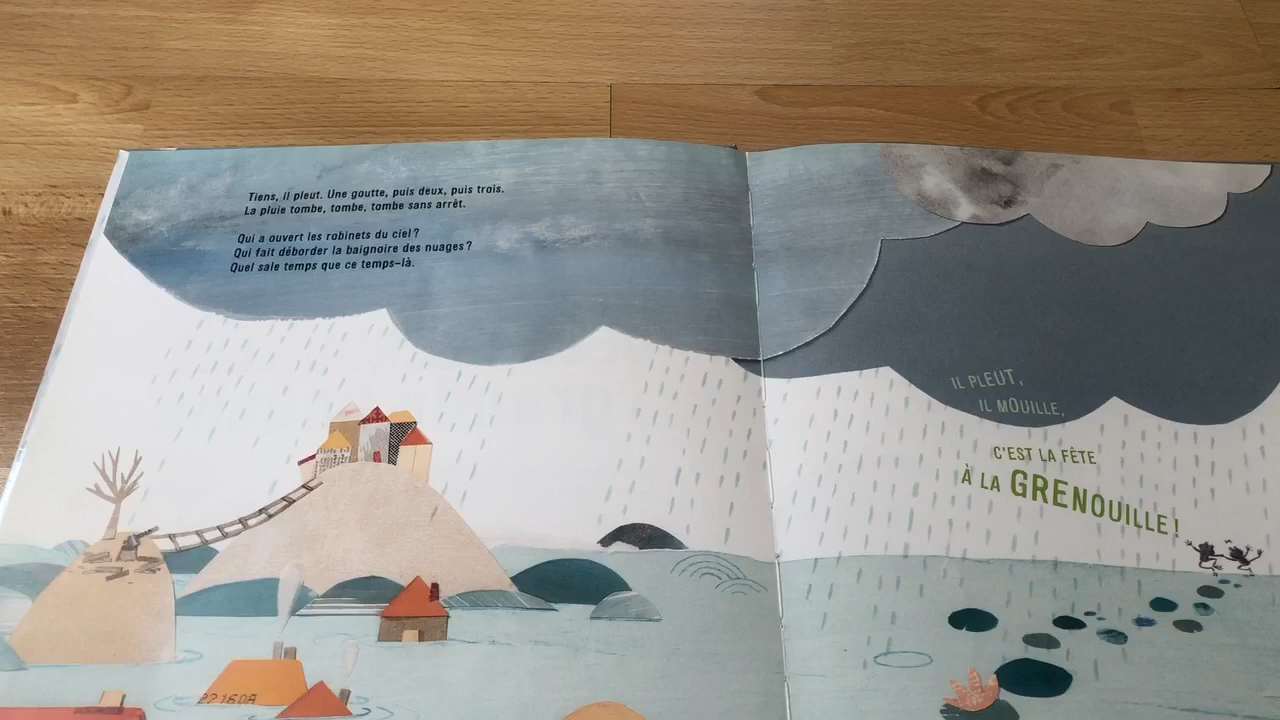 Tiens, il pleut. Une goutte, puis deux, puis trois.
La pluie tombe, tombe, tombe sans arrêt.
Qui a ouvert les robinets du ciel ?
Qui fait déborder la baignoire des nuages ?
Quel sale temps que ce temps-là.
IL PLEUT,
IL MOUILLE,
C'EST LA FÊTE
À LA GRENOUILLE !